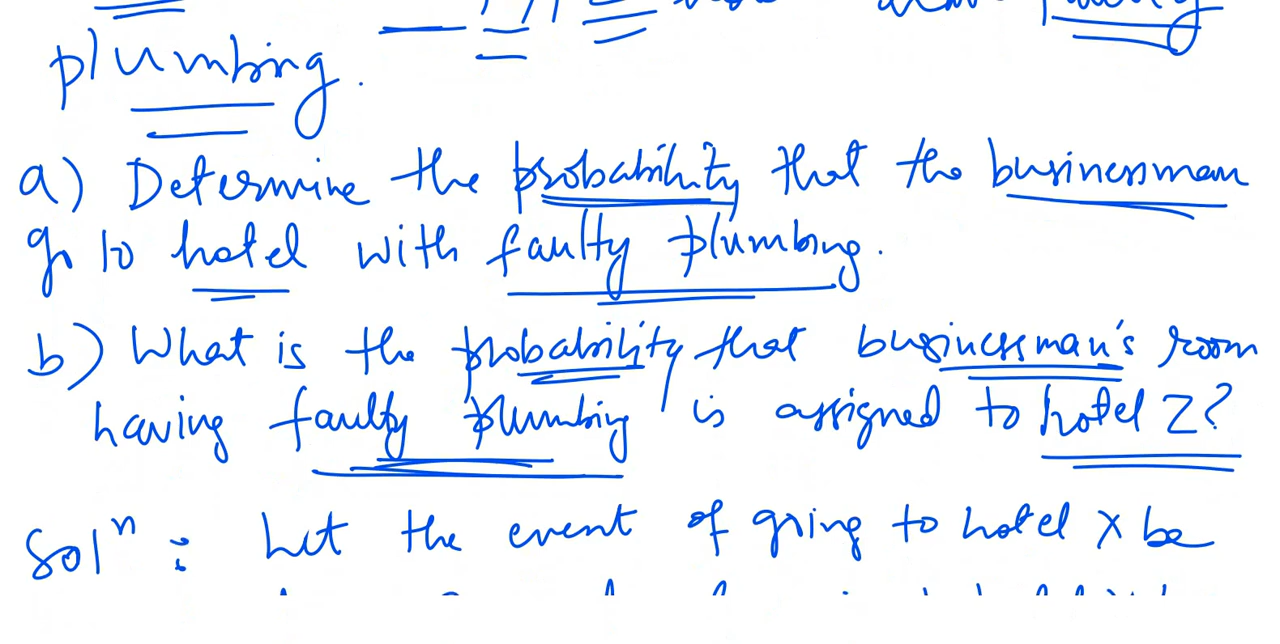 plumbing.
a) Determine the probability that the businessman
go to hotel with faulty plumbing.
b) What is the probability that businessman's room
having faulty plumbing is assigned to hotel Z?
Solⁿ : Let the event of going to hotel X be